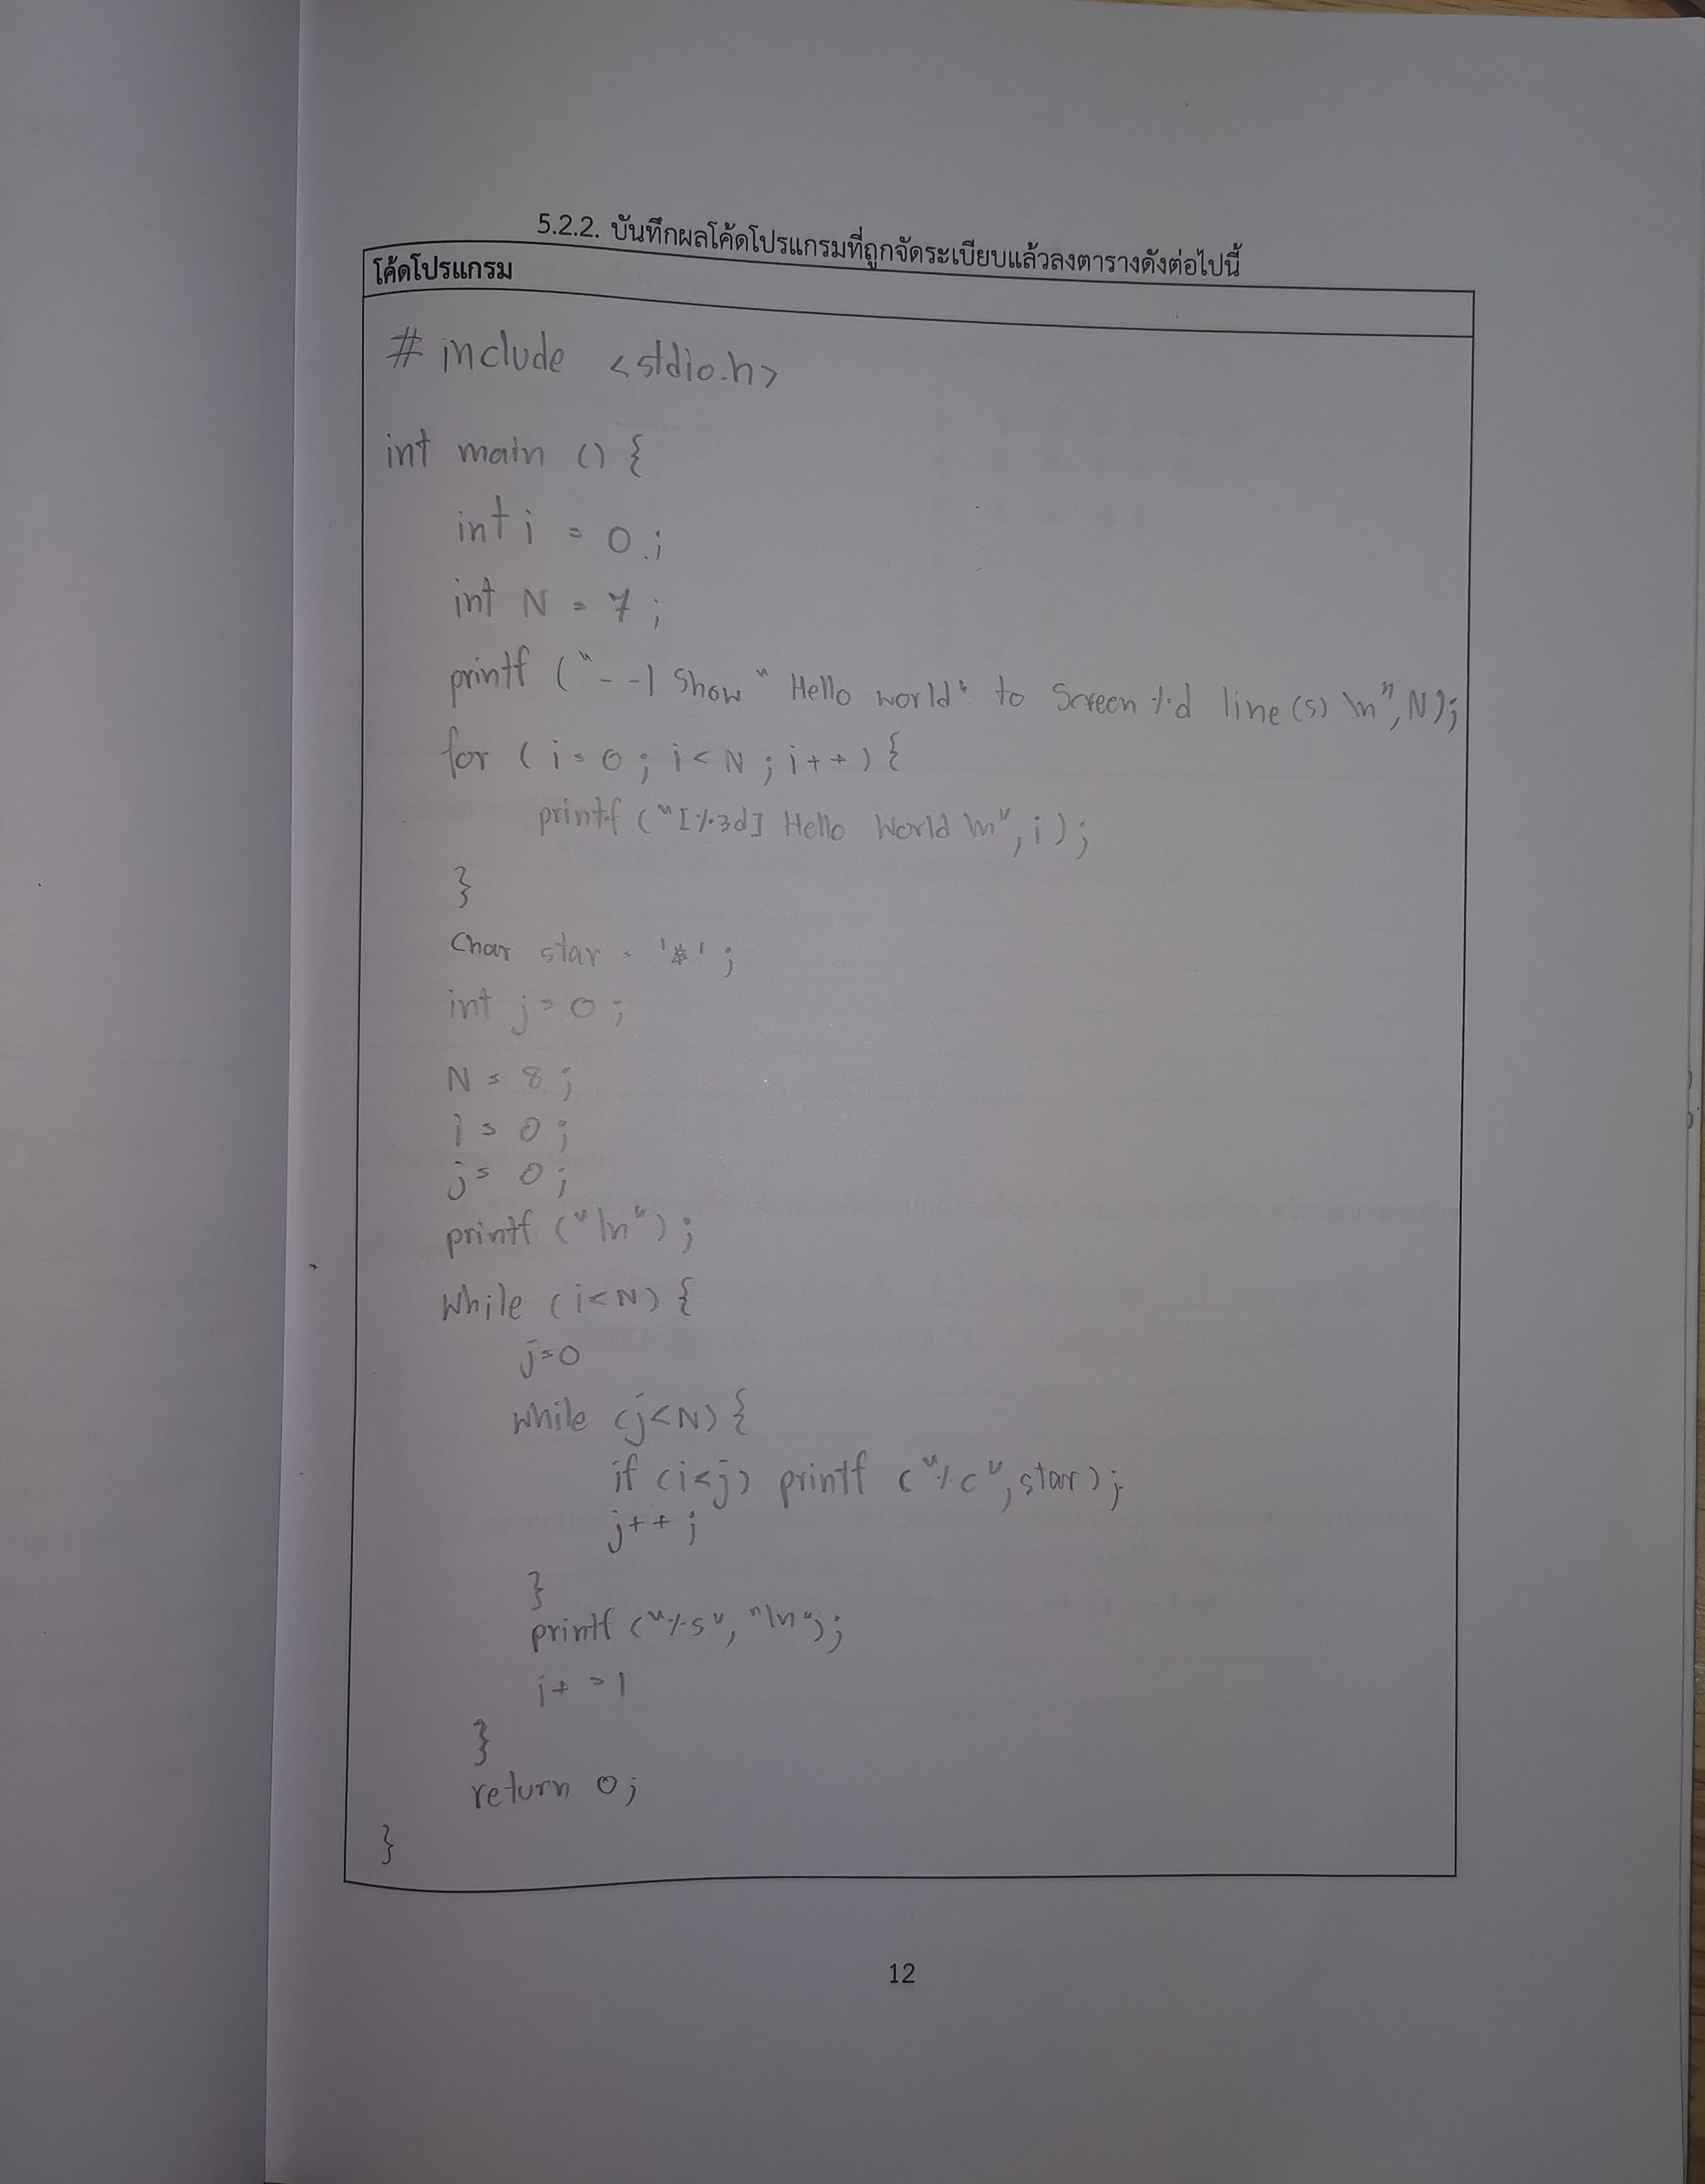 5.2.2. บันทึกผลโค้ดโปรแกรมที่ถูกจัดระเบียบแล้วลงตารางดังต่อไปนี้
โค้ดโปรแกรม
# include <stdio.h>
int main () {
int i = 0 ;
int N = 7 ;
printf ("--| Show "Hello world" to Screen %d line(s) \n", N);
for ( i = 0 ; i < N ; i++ ) {
printf ("[%3d] Hello World \n", i ) ;
}
Char star = '*' ;
int j = 0 ;
N = 8 ;
i = 0 ;
j = 0 ;
printf ("\n") ;
while (i<N) {
j=0
while (j<N) {
if (i<j) printf ("%c", star) ;
j++ ;
}
printf ("%s", "\n");
i+ =1
}
return 0;
}
12